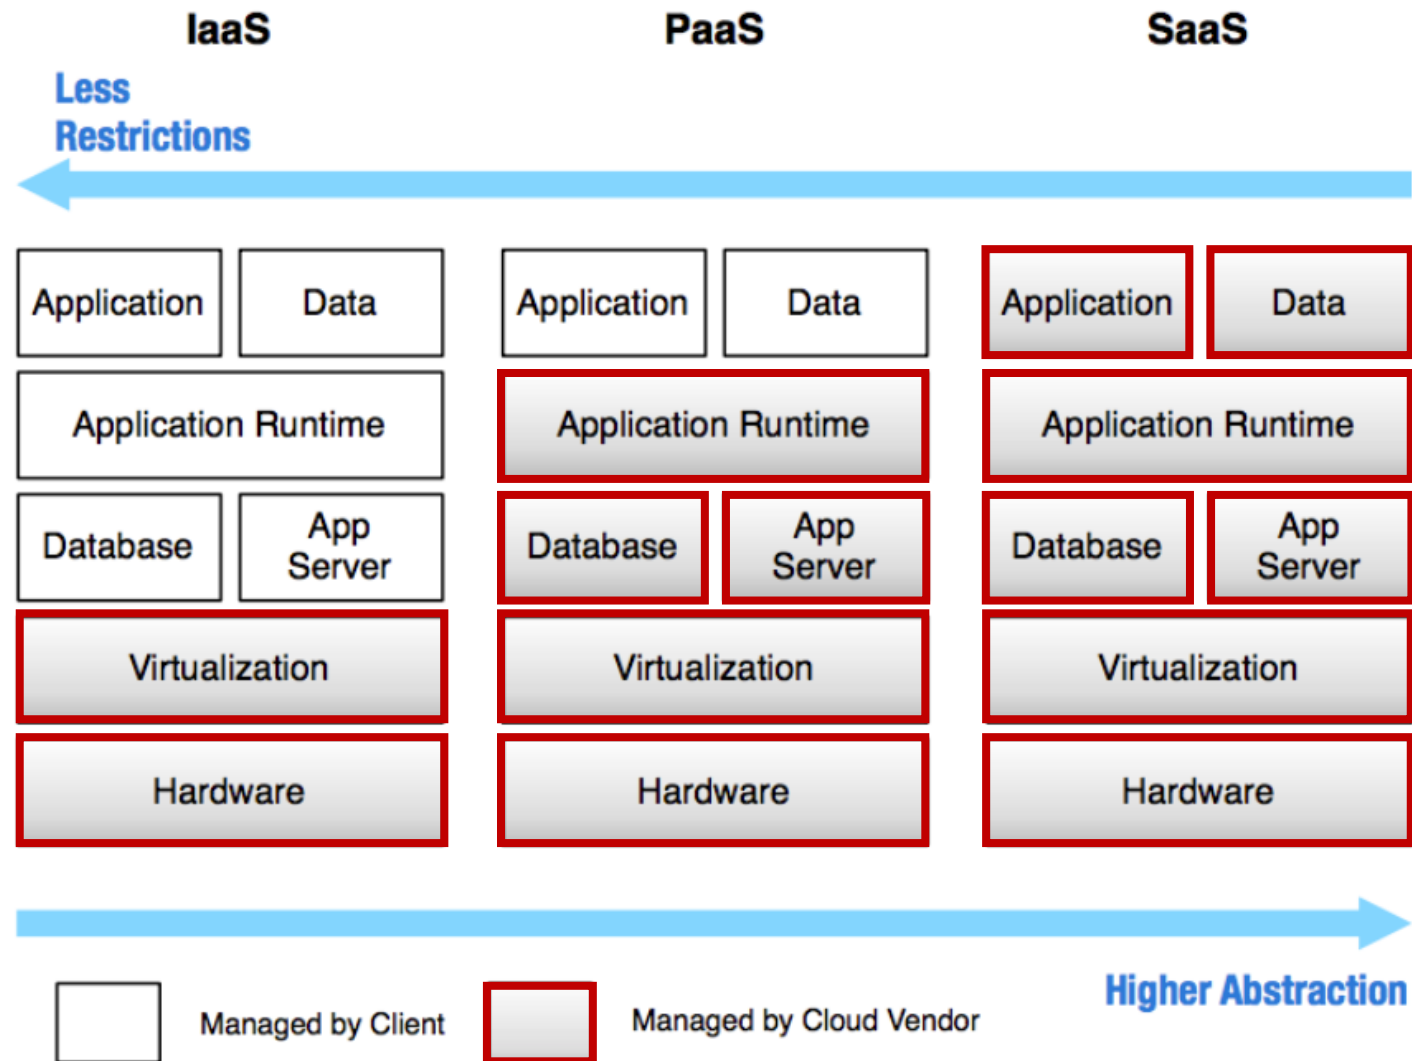 IaaS
PaaS
SaaS
Less
Restrictions
Application
Data
Application
Data
Application
Data
Application Runtime
Application Runtime
Application Runtime
Database
App
Server
Database
App
Server
Database
App
Server
Virtualization
Virtualization
Virtualization
Hardware
Hardware
Hardware
Higher Abstraction
Managed by Client
Managed by Cloud Vendor